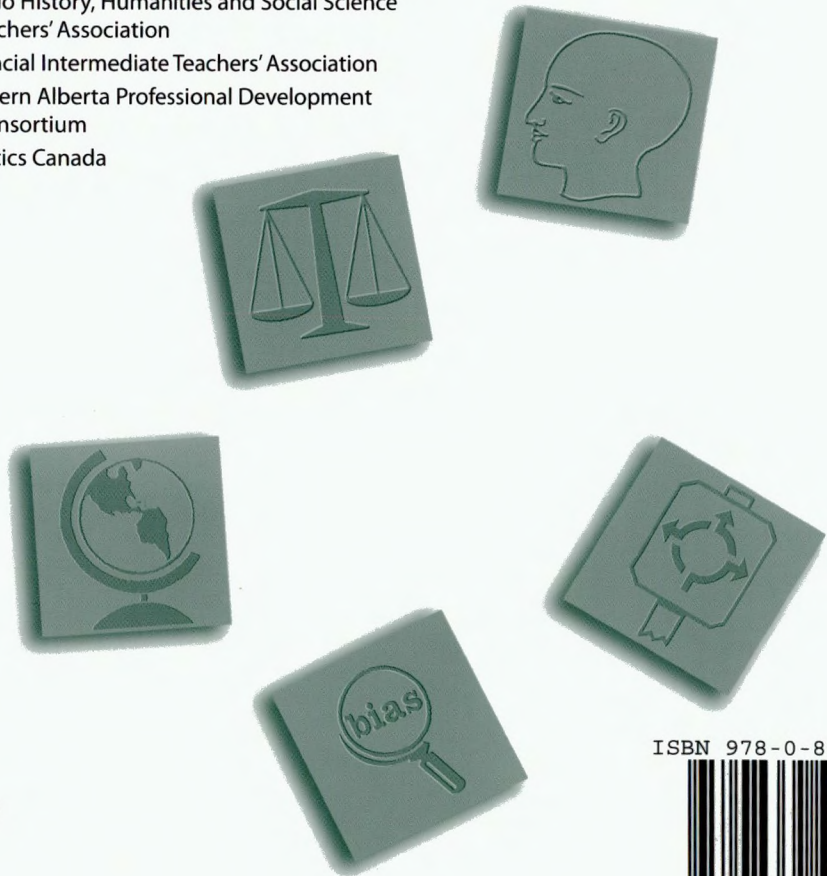 o History, Humanities and Social Science
chers' Association
ncial Intermediate Teachers' Association
ern Alberta Professional Development
nsortium
tics Canada
bias
ISBN 978-0-8